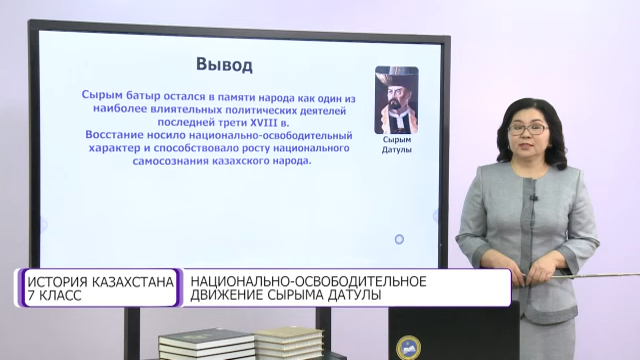 Вывод
Сырым батыр остался в памяти народа как один из
наиболее влиятельных политических деятелей
последней трети XVIII в.
Восстание носило национально-освободительный
характер и способствовало росту национального
самосознания казахского народа.
Сырым
Датулы
ИСТОРИЯ КАЗАХСТАНА
7 КЛАСС
НАЦИОНАЛЬНО-ОСВОБОДИТЕЛЬНОЕ
ДВИЖЕНИЕ СЫРЫМА ДАТУЛЫ